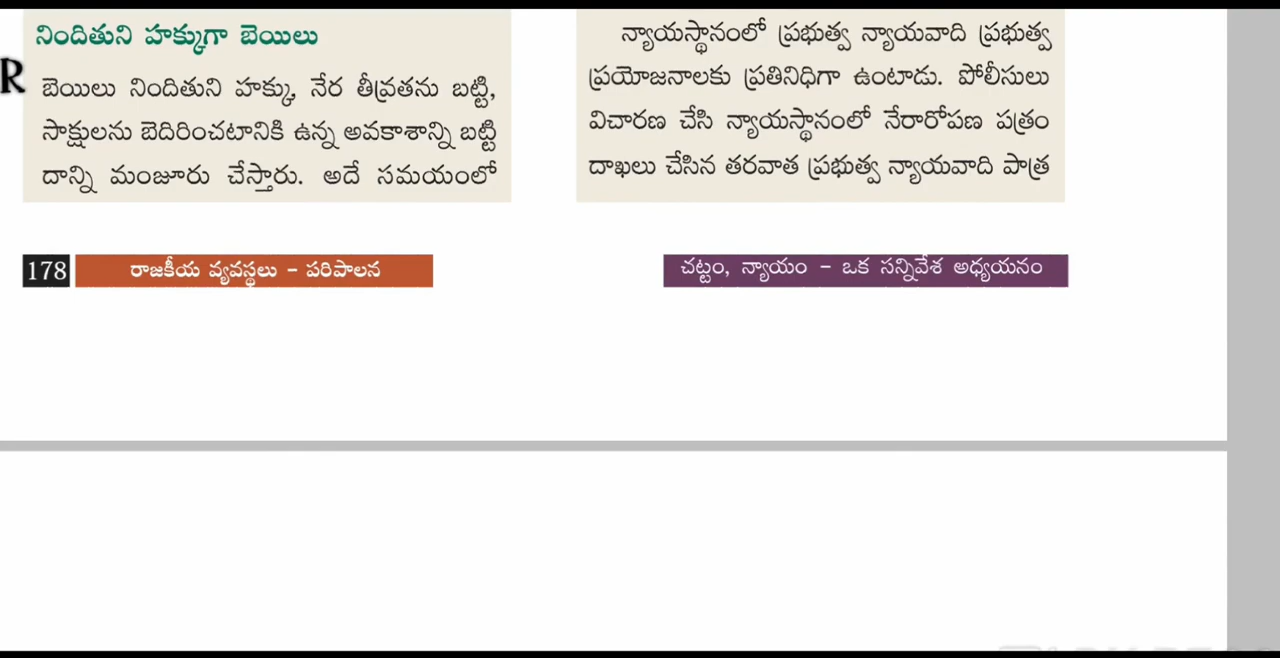 నిందితుని హక్కుగా బెయిలు
R
బెయిలు నిందితుని హక్కు, నేర తీవ్రతను బట్టి,
సాక్షులను బెదిరించటానికి ఉన్న అవకాశాన్ని బట్టి
దాన్ని మంజూరు చేస్తారు. అదే సమయంలో
న్యాయస్థానంలో ప్రభుత్వ న్యాయవాది ప్రభుత్వ
ప్రయోజనాలకు ప్రతినిధిగా ఉంటాడు. పోలీసులు
విచారణ చేసి న్యాయస్థానంలో నేరారోపణ పత్రం
దాఖలు చేసిన తరవాత ప్రభుత్వ న్యాయవాది పాత్ర
178 రాజకీయ వ్యవస్థలు - పరిపాలన
చట్టం, న్యాయం - ఒక సన్నివేశ అధ్యయనం